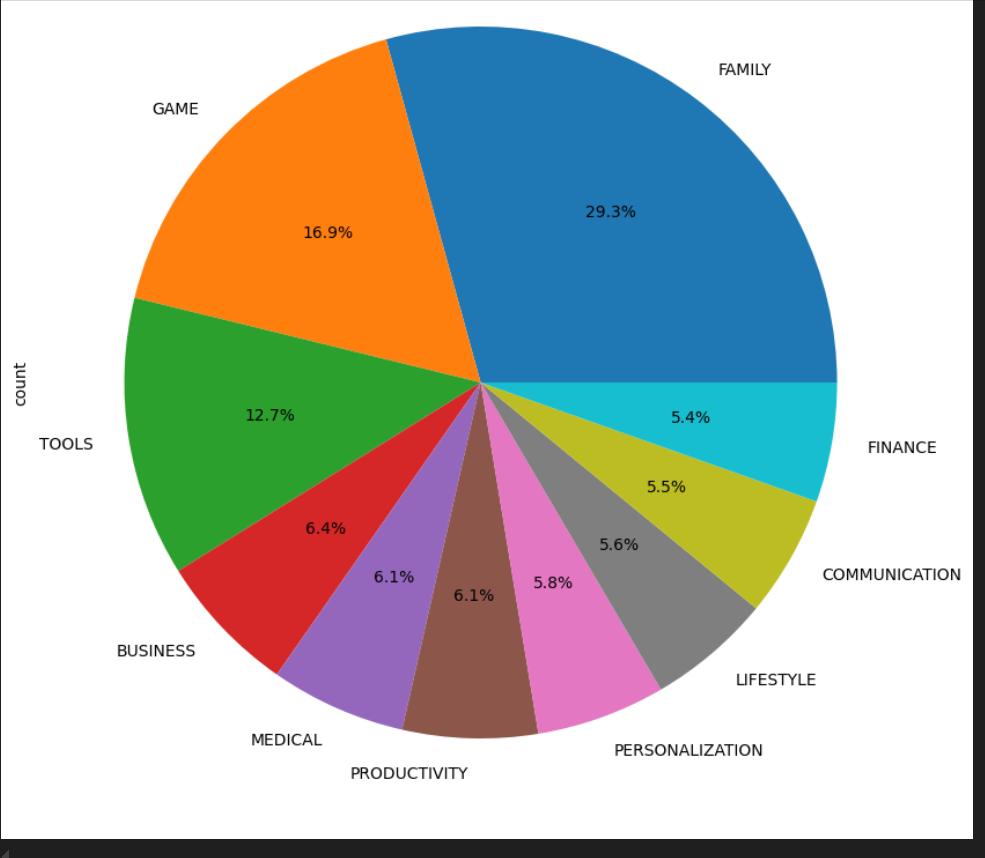 FAMILY
GAME
29.3%
16.9%
count
12.7%
5.4%
TOOLS
FINANCE
5.5%
6.4%
5.6%
COMMUNICATION
6.1%
5.8%
6.1%
BUSINESS
LIFESTYLE
MEDICAL
PERSONALIZATION
PRODUCTIVITY